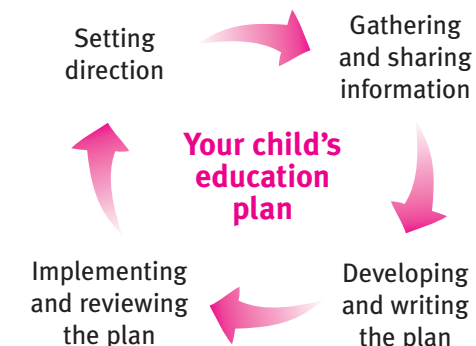 Setting
direction
Gathering
and sharing
information
Your child's
education
plan
Developing
and writing
the plan
Implementing
and reviewing
the plan